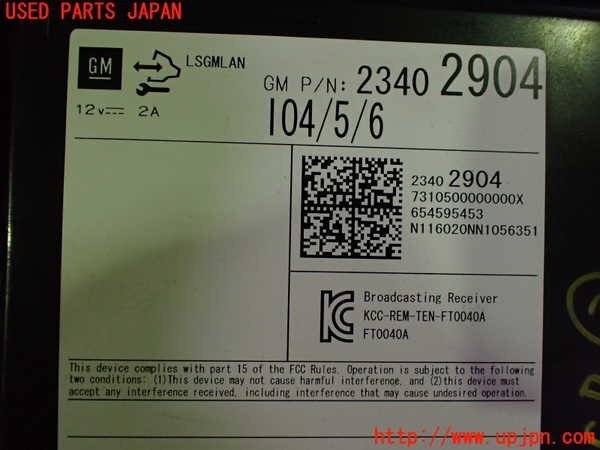 USED PARTS JAPAN
GM
LSGMLAN
GM P/N: 2340 2904
12V 2A
104/5/6
2340 2904
7310500000000X
654595453
N116020NN1056351
Broadcasting Receiver
KCC-REM-TEN-FT0040A
FT0040A
This device complies with part 15 of the FCC Rules. Operation is subject to the following
two conditions: (1)This device may not cause harmful interference, and (2)this device must
accept any interference received, including interference that may cause undesired operation.
http://www.upjpn.com/